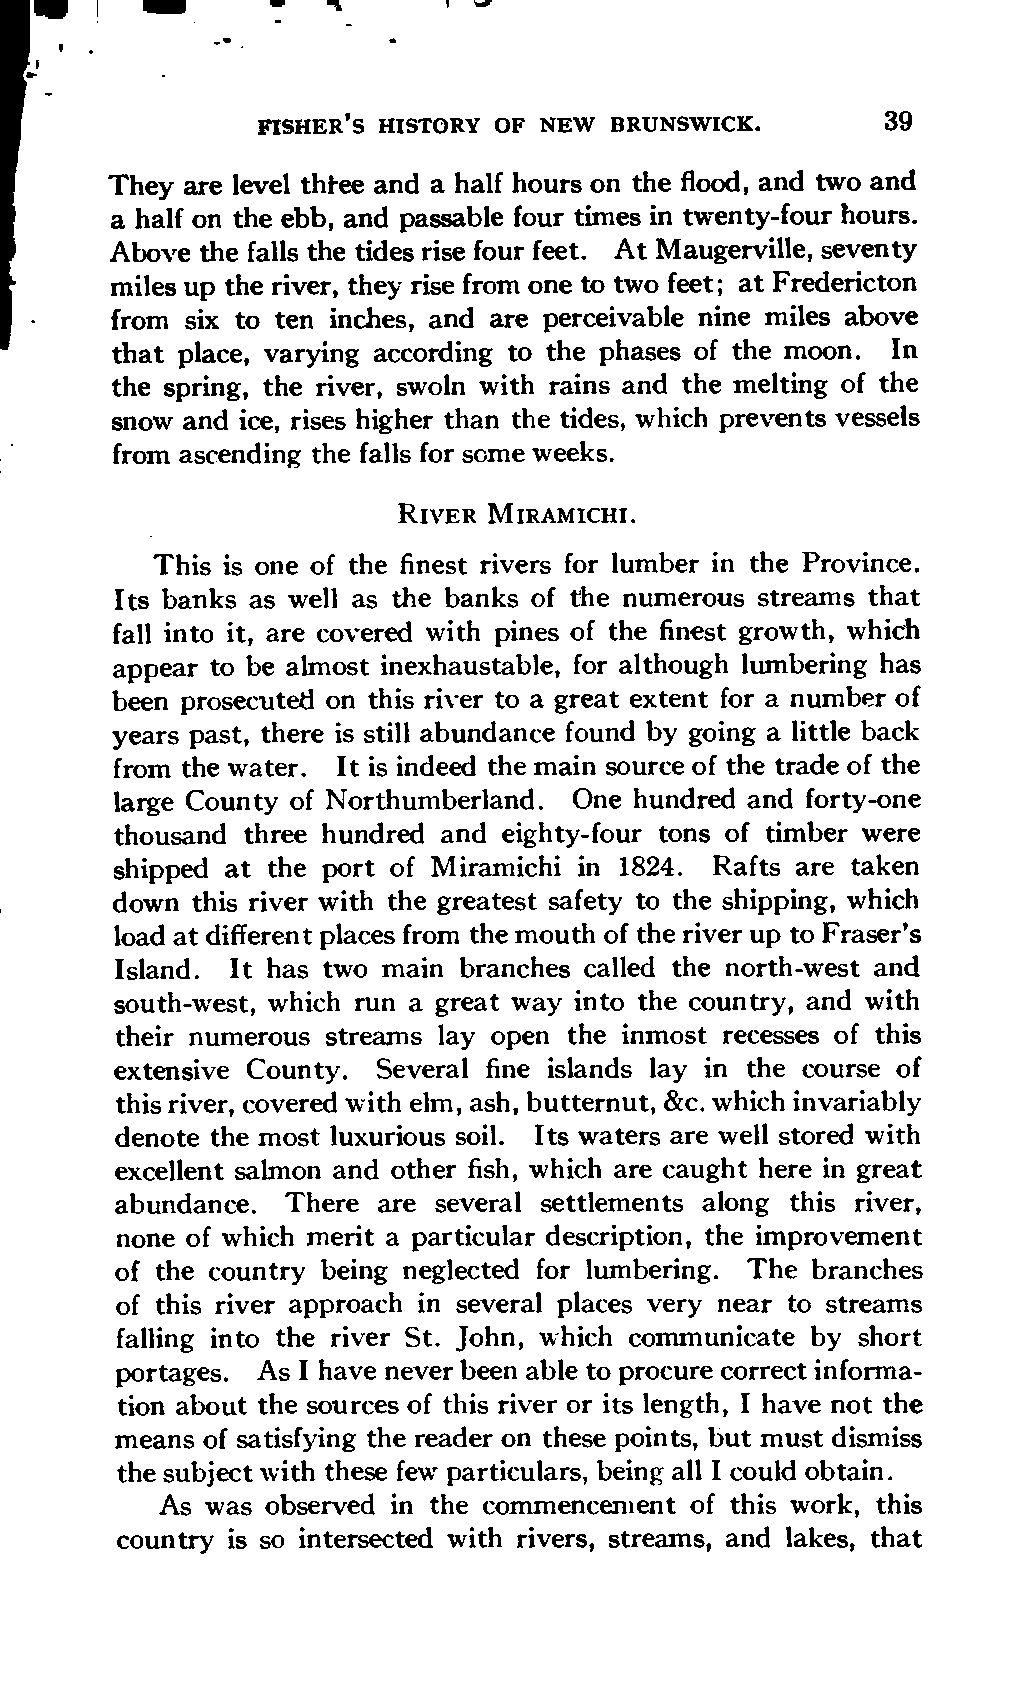 FISHER'S HISTORY OF NEW BRUNSWICK. 39
They are level three and a half hours on the flood, and two and
a half on the ebb, and passable four times in twenty-four hours.
Above the falls the tides rise four feet. At Maugerville, seventy
miles up the river, they rise from one to two feet; at Fredericton
from six to ten inches, and are perceivable nine miles above
that place, varying according to the phases of the moon. In
the spring, the river, swoln with rains and the melting of the
snow and ice, rises higher than the tides, which prevents vessels
from ascending the falls for some weeks.
RIVER MIRAMICHI.
This is one of the finest rivers for lumber in the Province.
Its banks as well as the banks of the numerous streams that
fall into it, are covered with pines of the finest growth, which
appear to be almost inexhaustable, for although lumbering has
been prosecuted on this river to a great extent for a number of
years past, there is still abundance found by going a little back
from the water. It is indeed the main source of the trade of the
large County of Northumberland. One hundred and forty-one
thousand three hundred and eighty-four tons of timber were
shipped at the port of Miramichi in 1824. Rafts are taken
down this river with the greatest safety to the shipping, which
load at different places from the mouth of the river up to Fraser's
Island. It has two main branches called the north-west and
south-west, which run a great way into the country, and with
their numerous streams lay open the inmost recesses of this
extensive County. Several fine islands lay in the course of
this river, covered with elm, ash, butternut, &c. which invariably
denote the most luxurious soil. Its waters are well stored with
excellent salmon and other fish, which are caught here in great
abundance. There are several settlements along this river,
none of which merit a particular description, the improvement
of the country being neglected for lumbering. The branches
of this river approach in several places very near to streams
falling into the river St. John, which communicate by short
portages. As I have never been able to procure correct informa-
tion about the sources of this river or its length, I have not the
means of satisfying the reader on these points, but must dismiss
the subject with these few particulars, being all I could obtain.
As was observed in the commencement of this work, this
country is so intersected with rivers, streams, and lakes, that